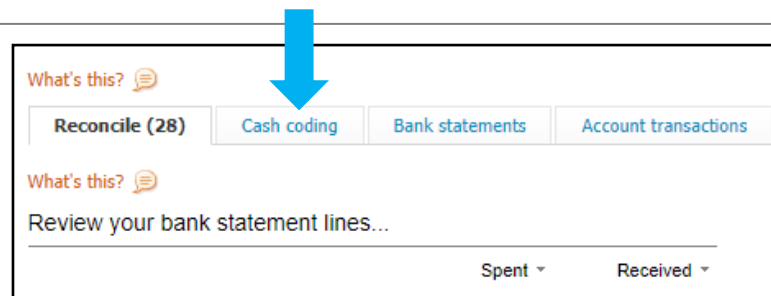 What's this?
Reconcile (28) Cash coding Bank statements Account transactions
What's this?
Review your bank statement lines...
Spent Received